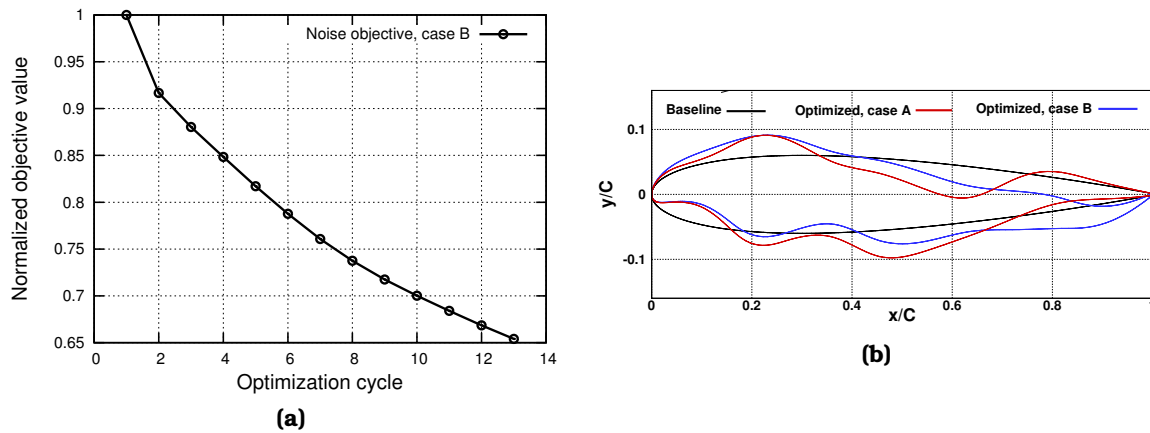 Normalized objective value
1
0.95
0.9
0.85
0.8
0.75
0.7
0.65
Noise objective, case B
0 2 4 6 8 10 12 14
Optimization cycle
(a)
Baseline Optimized, case A Optimized, case B
y/C
0.1
0
-0.1
0 0.2 0.4 0.6 0.8 1
x/C
(b)